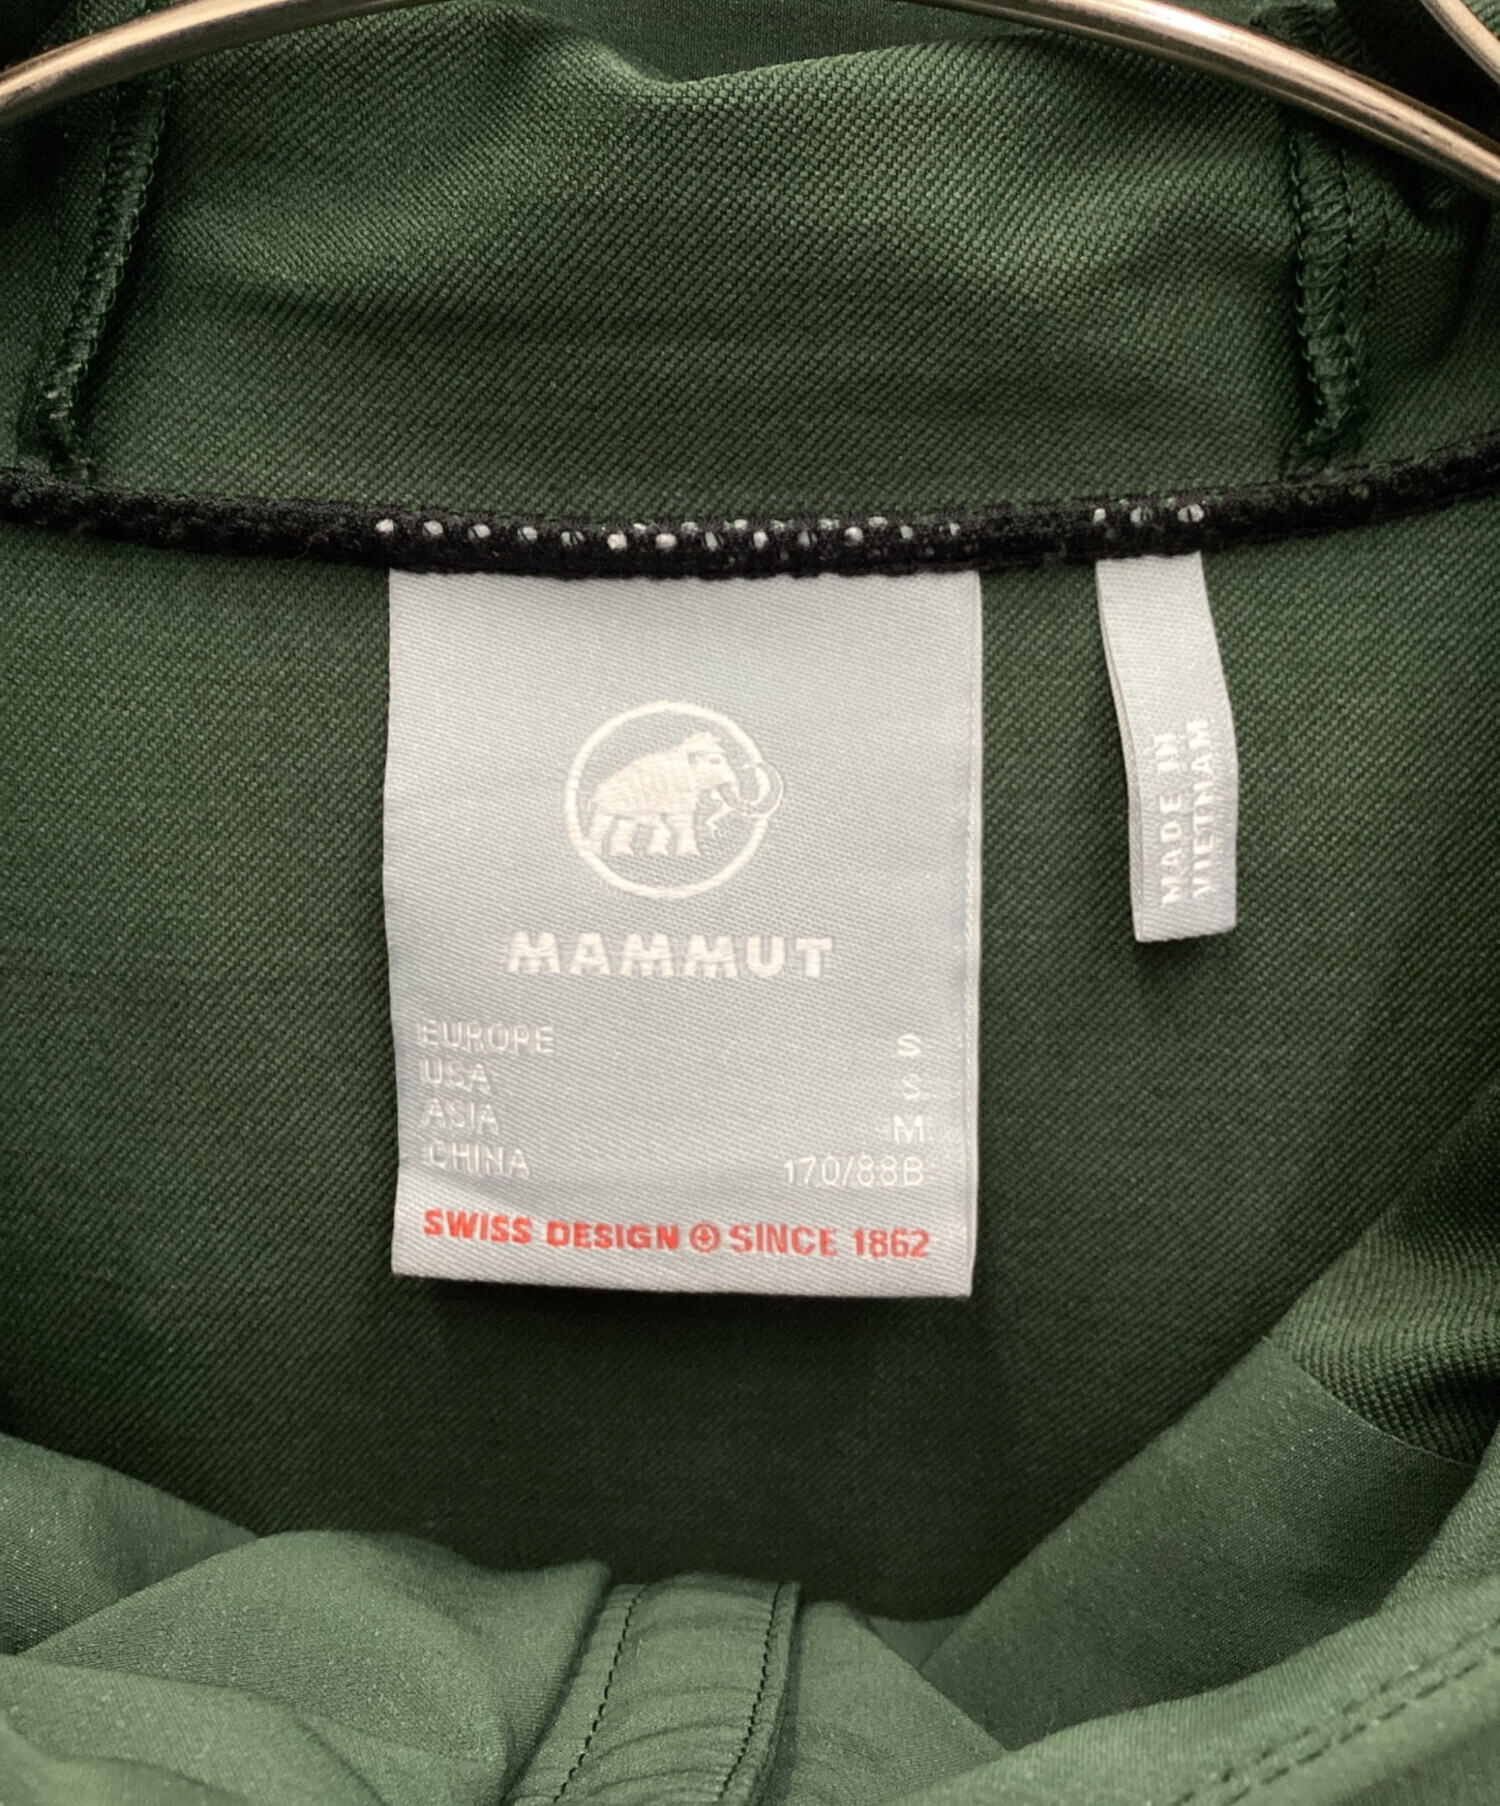 MAMMUT
EUROPE S
USA S
ASIA M
CHINA 170/88B
SWISS DESIGN SINCE 1862
MADE IN
VIETNAM